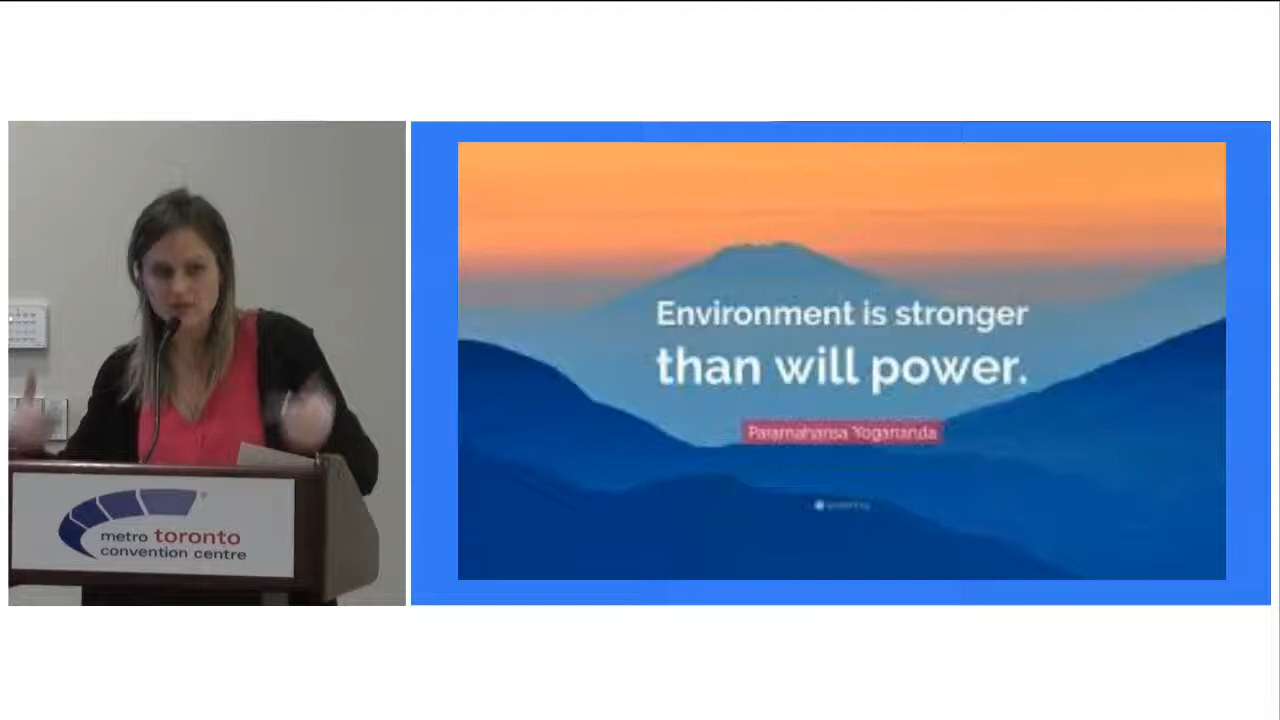 metro toronto
convention centre
Environment is stronger
than will power.
Paramahansa Yogananda